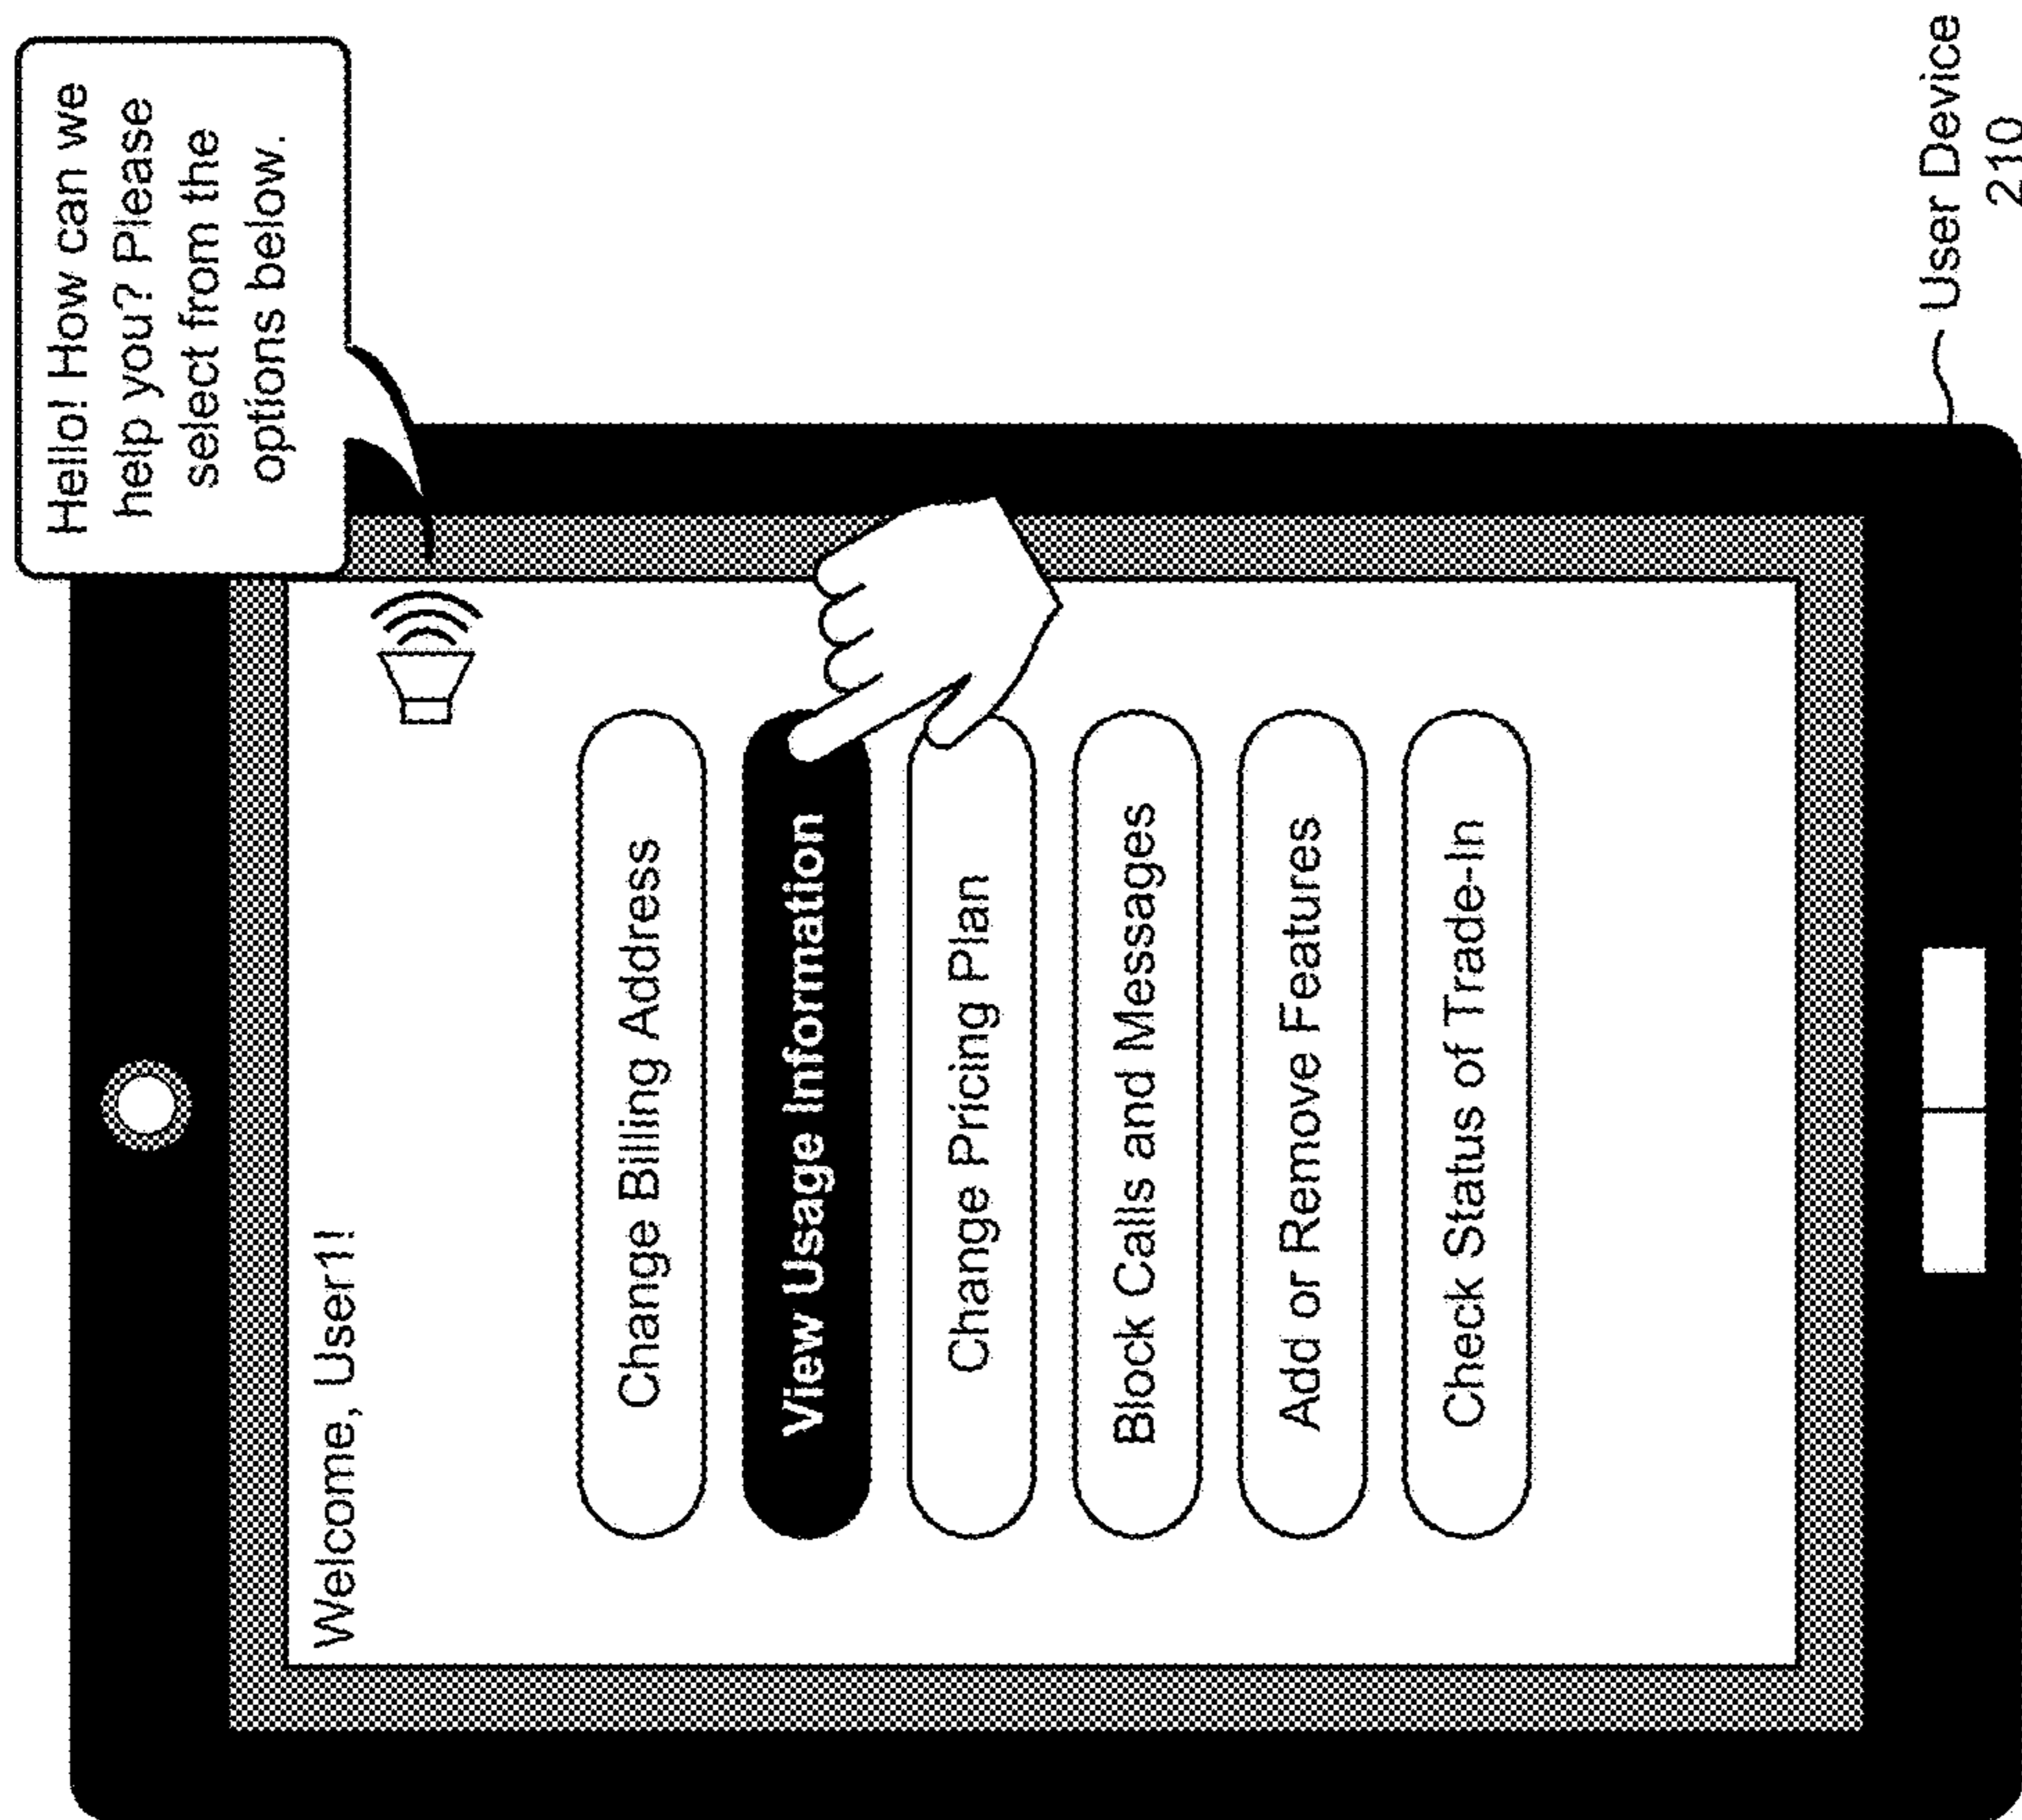 Hello! How can we
help you? Please
select from the
options below.
Welcome, User1!
Change Billing Address
View Usage Information
Change Pricing Plan
Block Calls and Messages
Add or Remove Features
Check Status of Trade-In
User Device
210